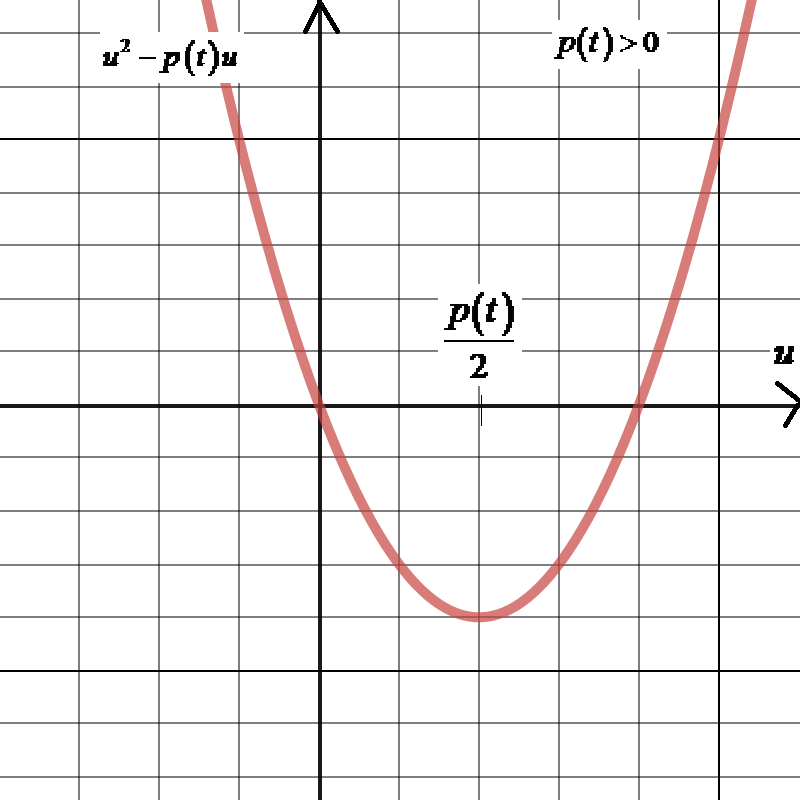 u² − p(t)u
p(t) > 0
p(t)
2
u